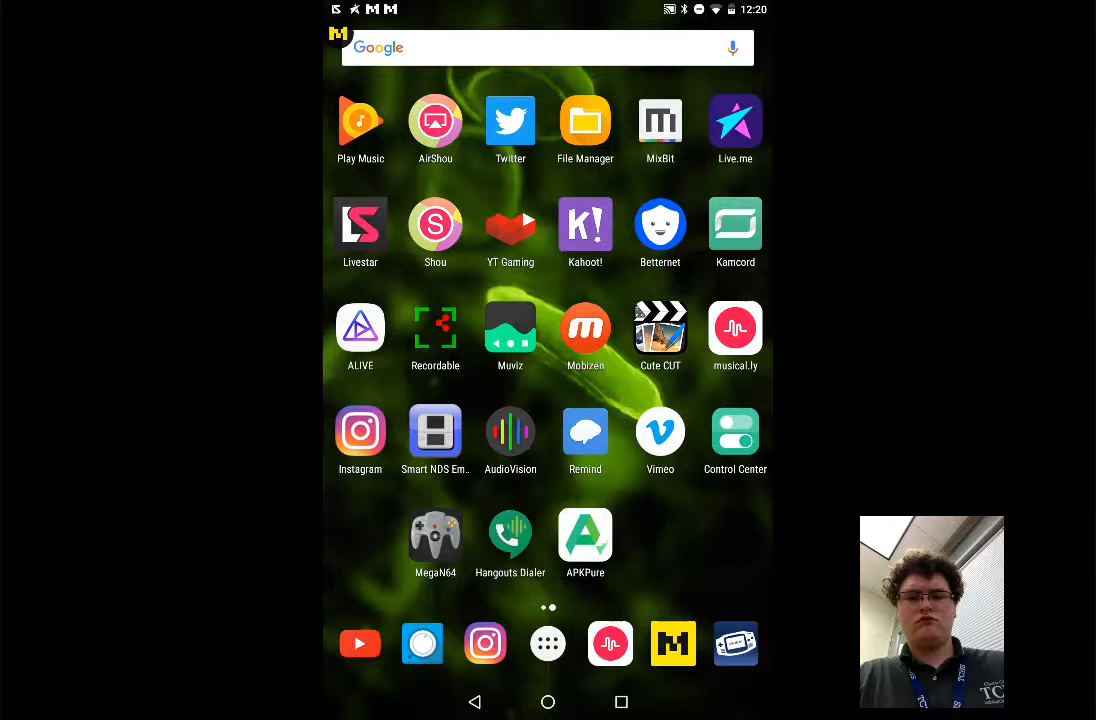 12:20
Google
Play Music
AirShou
Twitter
File Manager
MixBit
Live.me
Livestar
Shou
YT Gaming
Kahoot!
Betternet
Kamcord
ALIVE
Recordable
Muviz
Mobizen
Cute CUT
musical.ly
Instagram
Smart NDS Em..
AudioVision
Remind
Vimeo
Control Center
MegaN64
Hangouts Dialer
APKPure
TCHS